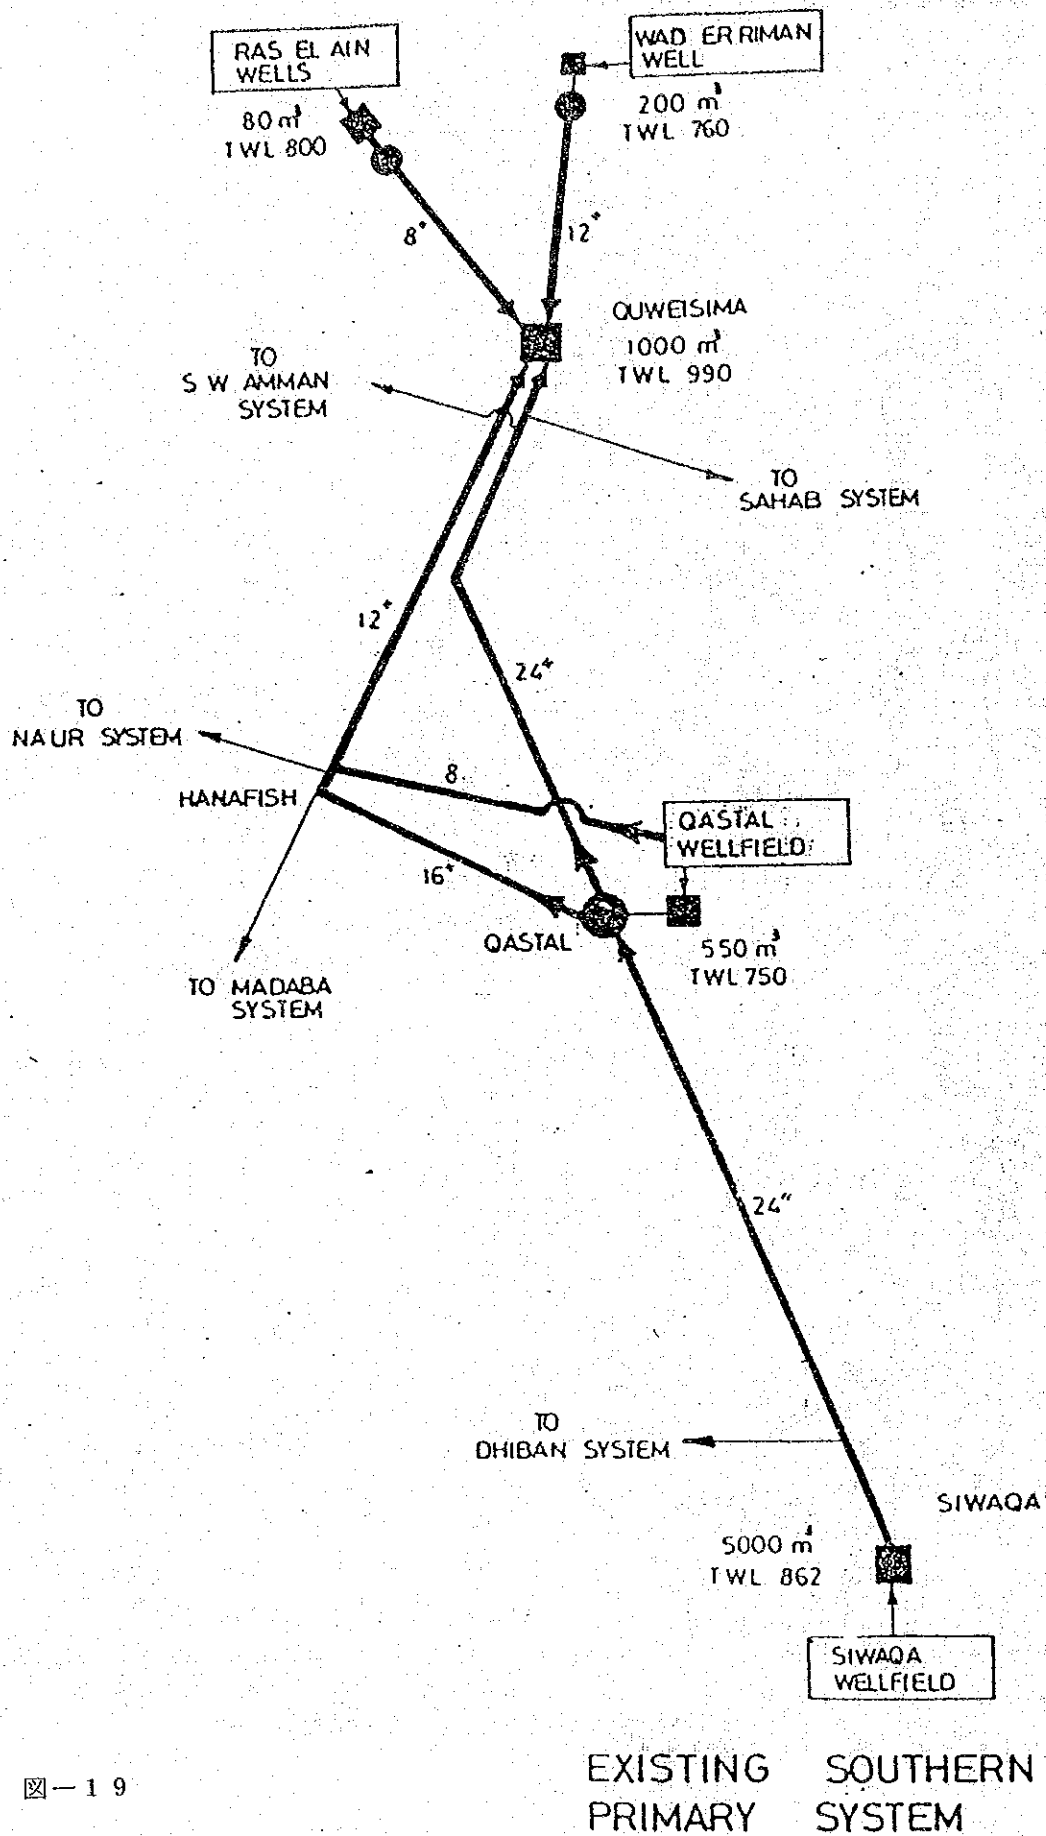 RAS EL AIN
WELLS
80 m³
TWL 800
WAD ERRIMAN
WELL
200 m³
TWL 760
8"
12"
QUWEISIMA
1000 m³
TWL 990
TO
S W AMMAN
SYSTEM
TO
SAHAB SYSTEM
12"
24"
TO
NAUR SYSTEM
8
HANAFISH
QASTAL
WELLFIELD
16"
QASTAL
550 m³
TWL 750
TO MADABA
SYSTEM
24"
TO
DHIBAN SYSTEM
SIWAQA
5000 m³
TWL 862
SIWAQA
WELLFIELD
EXISTING SOUTHERN
PRIMARY SYSTEM
図-19